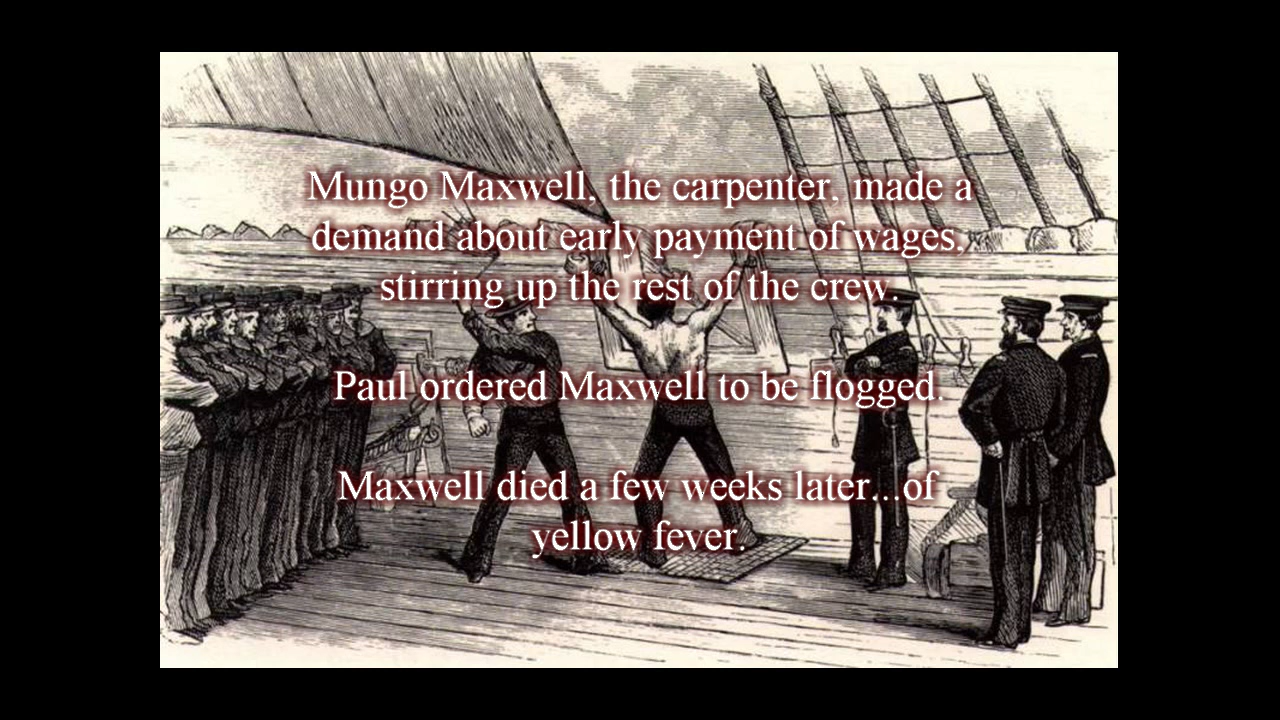 Mungo Maxwell, the carpenter, made a
demand about early payment of wages,
stirring up the rest of the crew.
Paul ordered Maxwell to be flogged.
Maxwell died a few weeks later...of
yellow fever.